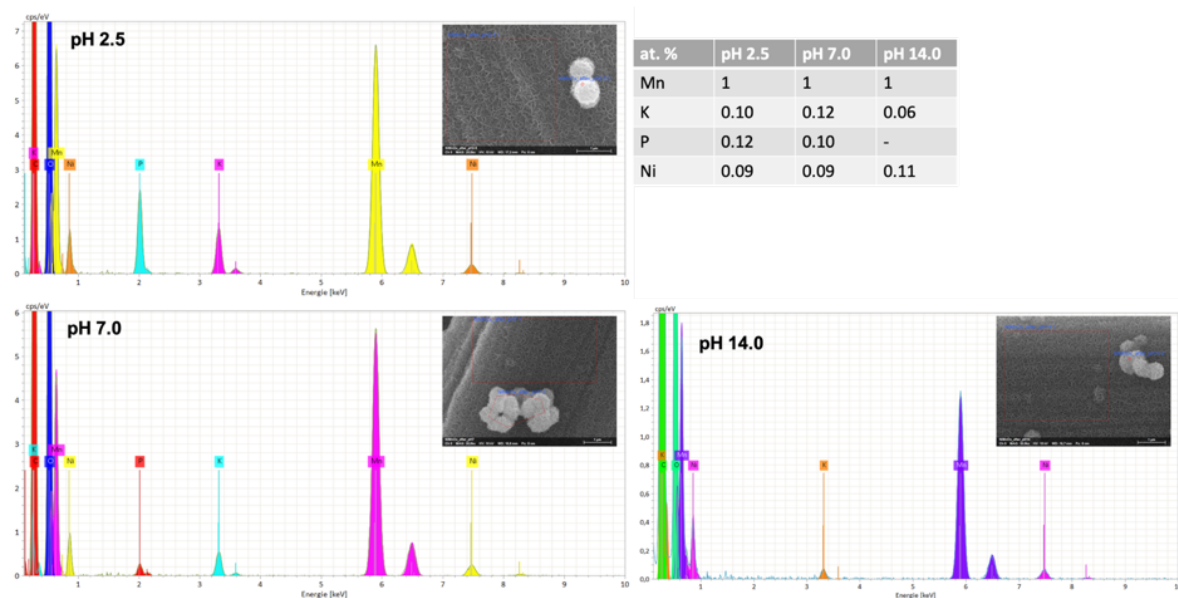 cps/eV
pH 2.5
7
6
5
4
3
2
1
0
K
C
O
Mn
Ni
P
K
Mn
Ni
1 2 3 4 5 6 7 8 9 10
Energie [keV]
at. % pH 2.5 pH 7.0 pH 14.0
Mn 1 1 1
K 0.10 0.12 0.06
P 0.12 0.10 -
Ni 0.09 0.09 0.11
cps/eV
pH 7.0
6
5
4
3
2
1
0
K
C
O
Mn
Ni
P
K
Mn
Ni
1 2 3 4 5 6 7 8 9 10
Energie [keV]
cps/eV
pH 14.0
1,8
1,6
1,4
1,2
1,0
0,8
0,6
0,4
0,2
0,0
K
C
O
Mn
Ni
K
Mn
Ni
1 2 3 4 5 6 7 8 9
Energie [keV]